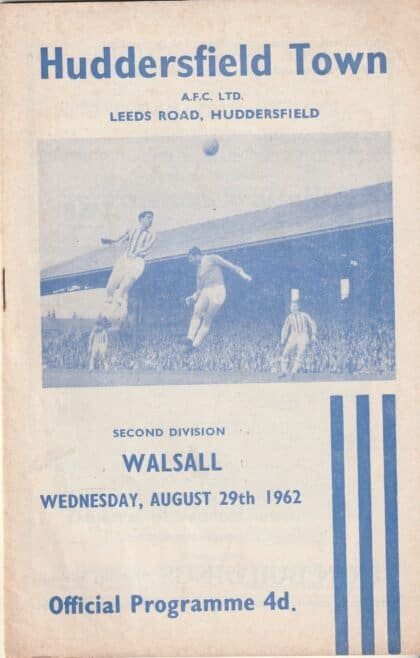 Huddersfield Town
A.F.C. LTD.
LEEDS ROAD, HUDDERSFIELD
SECOND DIVISION
WALSALL
WEDNESDAY, AUGUST 29th 1962
Official Programme 4d.